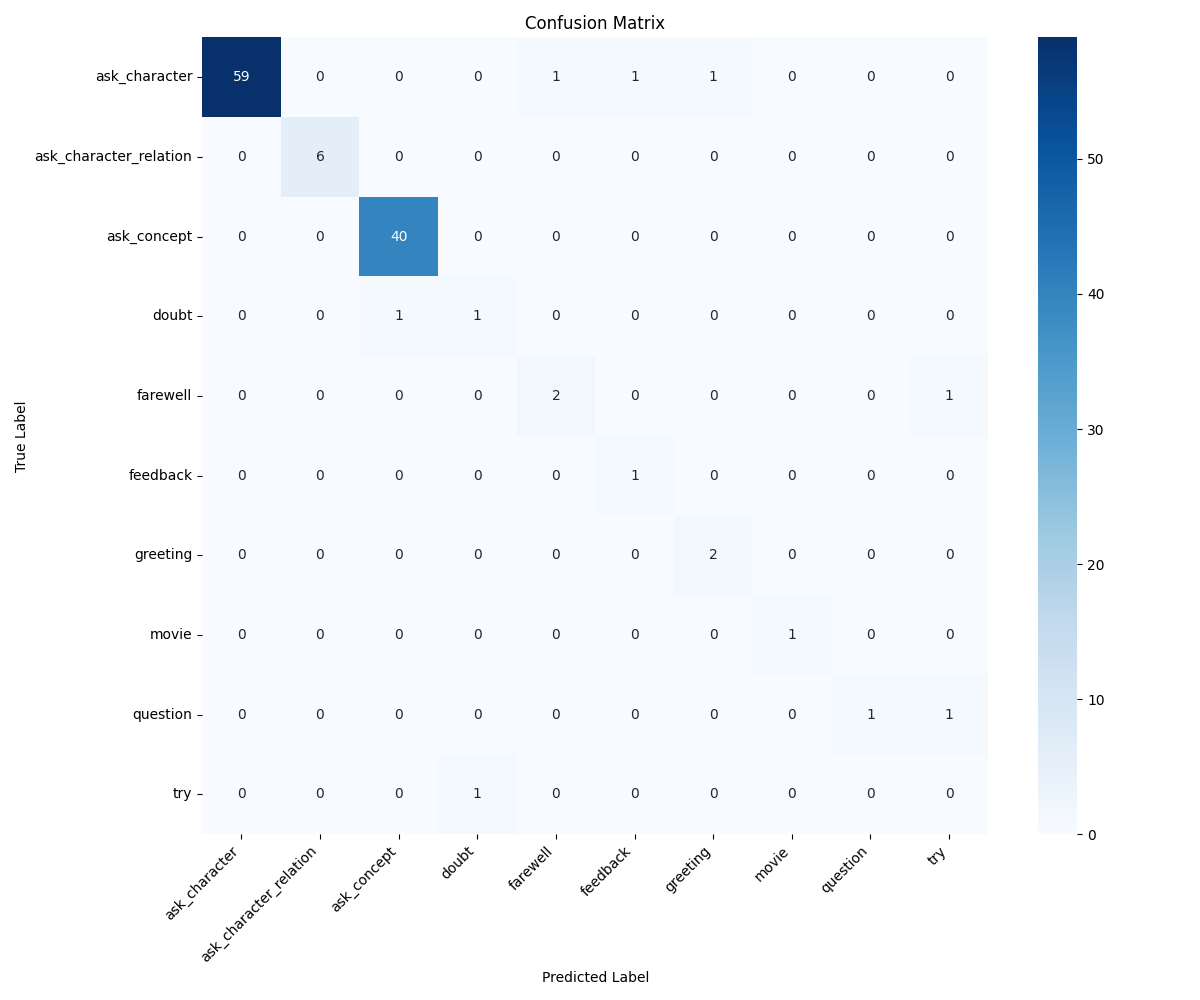 Confusion Matrix
ask_character 59 0 0 0 1 1 1 0 0 0
ask_character_relation 0 6 0 0 0 0 0 0 0 0
ask_concept 0 0 40 0 0 0 0 0 0 0
doubt 0 0 1 1 0 0 0 0 0 0
farewell 0 0 0 0 2 0 0 0 0 1
feedback 0 0 0 0 0 1 0 0 0 0
greeting 0 0 0 0 0 0 2 0 0 0
movie 0 0 0 0 0 0 0 1 0 0
question 0 0 0 0 0 0 0 0 1 1
try 0 0 0 1 0 0 0 0 0 0
ask_character ask_character_relation ask_concept doubt farewell feedback greeting movie question try
Predicted Label
True Label
50
40
30
20
10
0